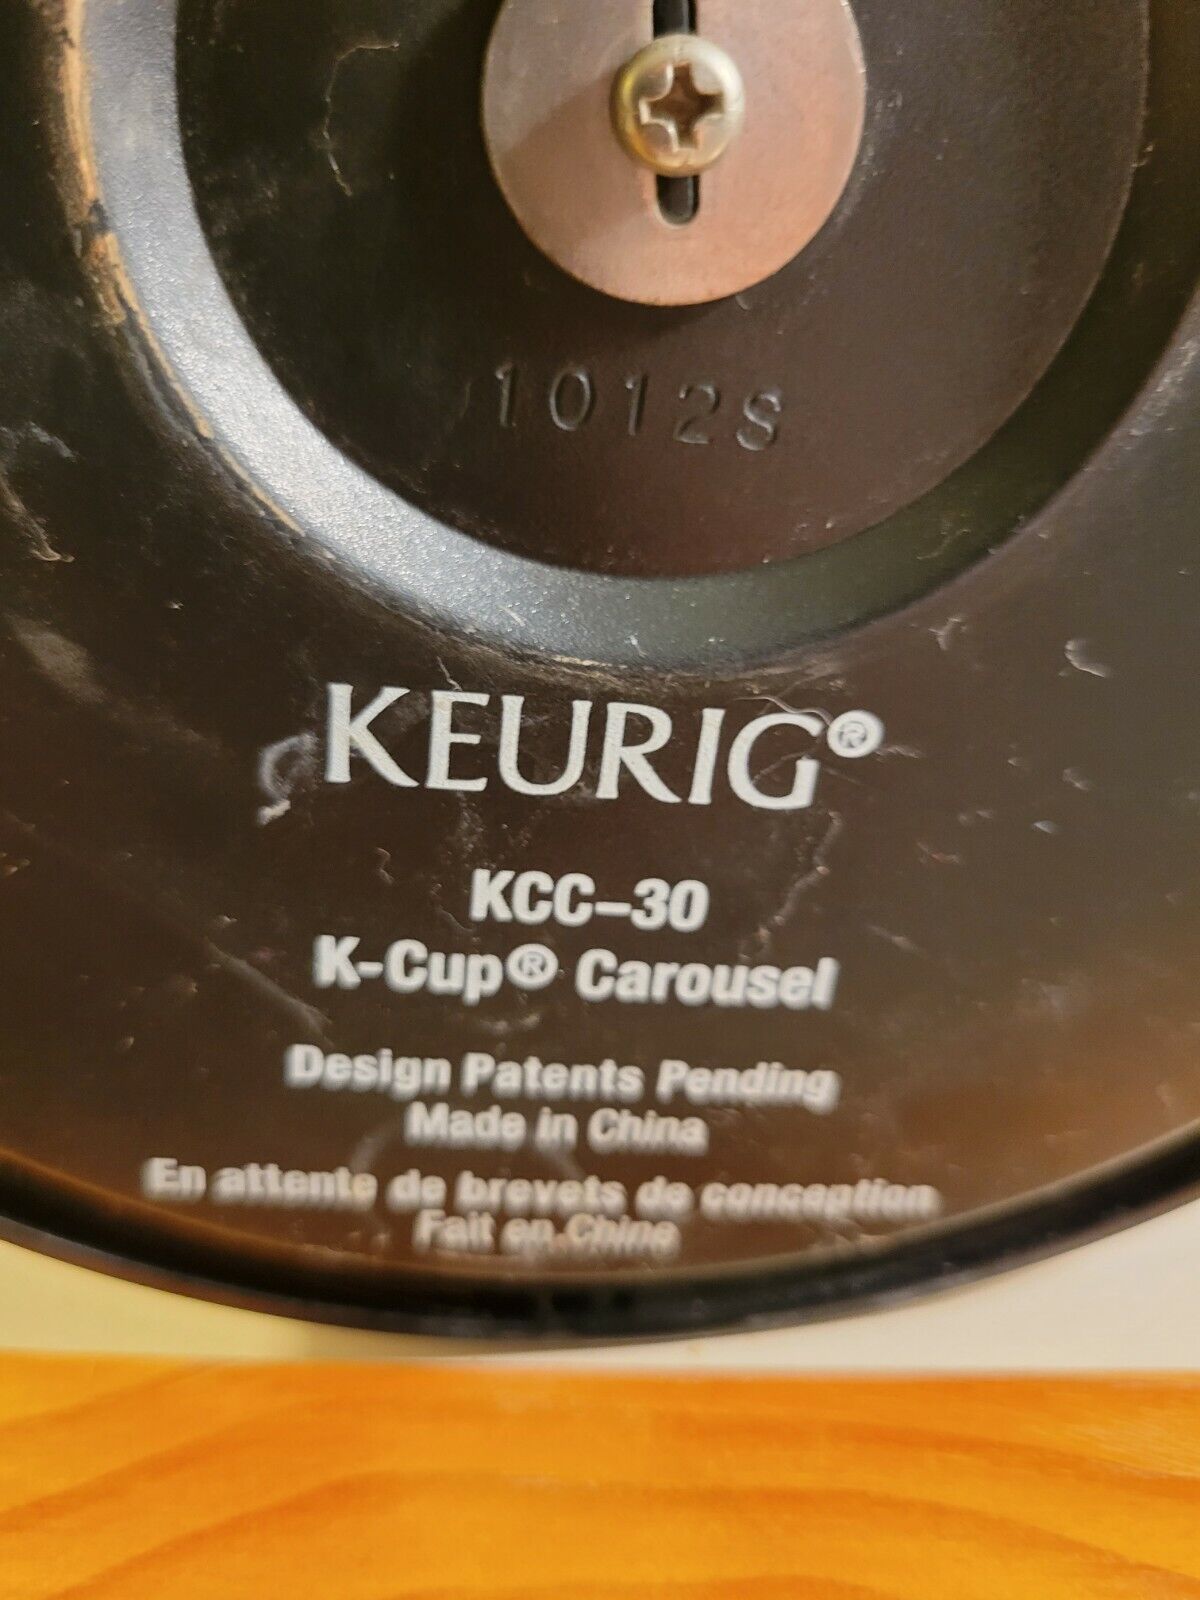 1012S
KEURIG®
KCC-30
K-Cup® Carousel
Design Patents Pending
Made in China
En attente de brevets de conception
Fait en Chine